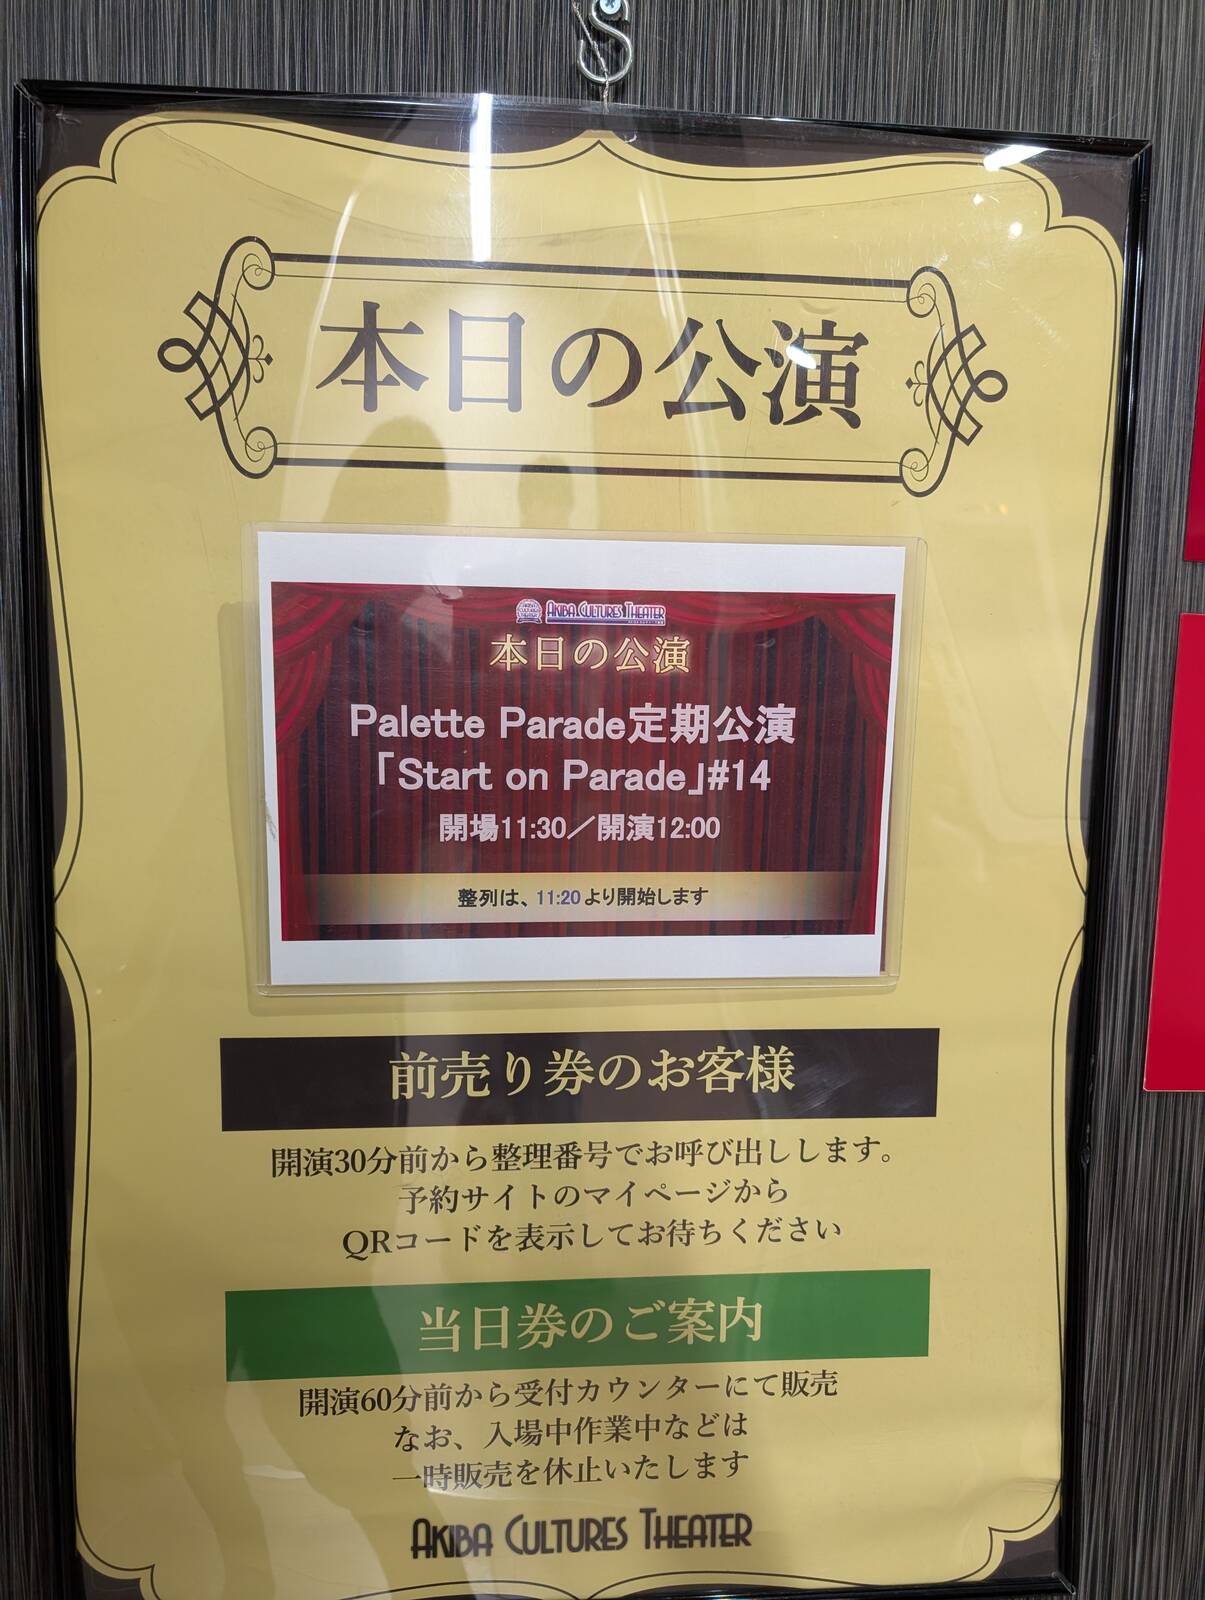 本日の公演
AKIBA CULTURES THEATER
本日の公演
Palette Parade定期公演
「Start on Parade」#14
開場11:30／開演12:00
整列は、11:20より開始します
前売り券のお客様
開演30分前から整理番号でお呼び出しします。
予約サイトのマイページから
QRコードを表示してお待ちください
当日券のご案内
開演60分前から受付カウンターにて販売
なお、入場中作業中などは
一時販売を休止いたします
AKIBA CULTURES THEATER